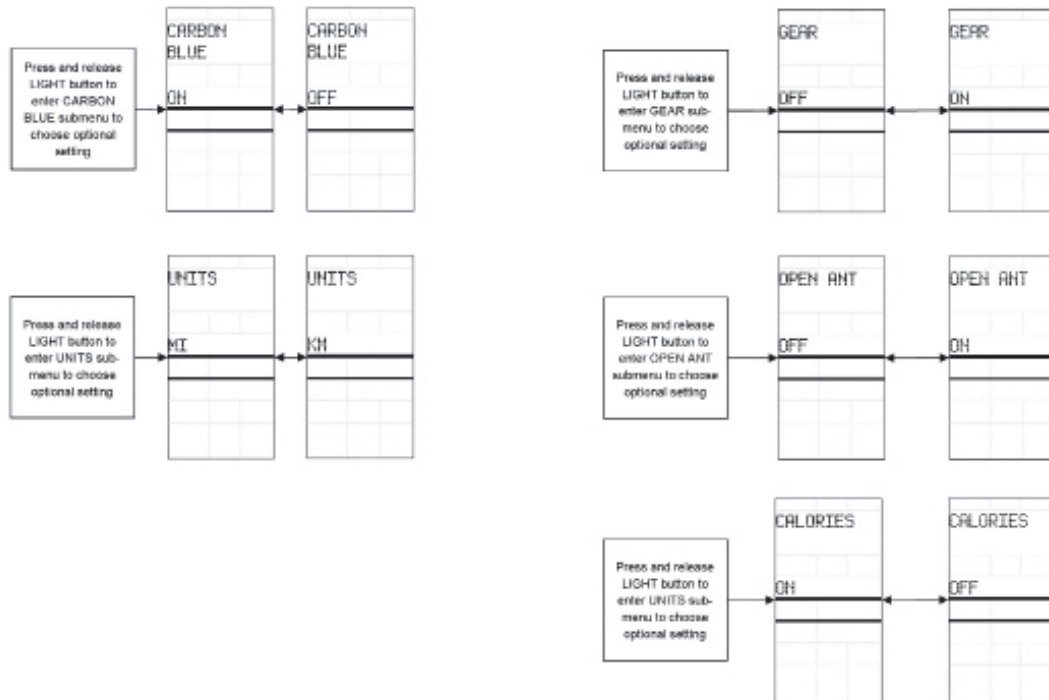 Press and release
LIGHT button to
enter CARBON
BLUE submenu to
choose optional
setting
CARBON
BLUE
ON
CARBON
BLUE
OFF
Press and release
LIGHT button to
enter GEAR sub-
menu to choose
optional setting
GEAR
OFF
GEAR
ON
Press and release
LIGHT button to
enter UNITS sub-
menu to choose
optional setting
UNITS
MI
UNITS
KM
Press and release
LIGHT button to
enter OPEN ANT
submenu to choose
optional setting
OPEN ANT
OFF
OPEN ANT
ON
Press and release
LIGHT button to
enter UNITS sub-
menu to choose
optional setting
CALORIES
ON
CALORIES
OFF